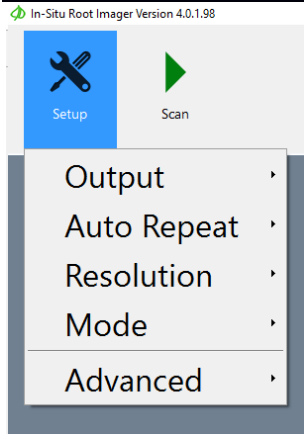 In-Situ Root Imager Version 4.0.1.98
Setup
Scan
Output
Auto Repeat
Resolution
Mode
Advanced